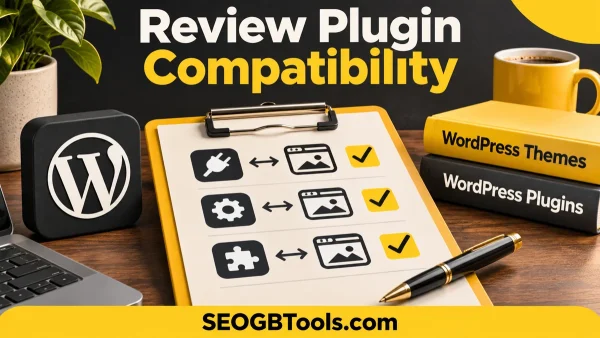 Review Plugin
Compatibility
WordPress Themes
WordPress Plugins
SEOGBTools.com